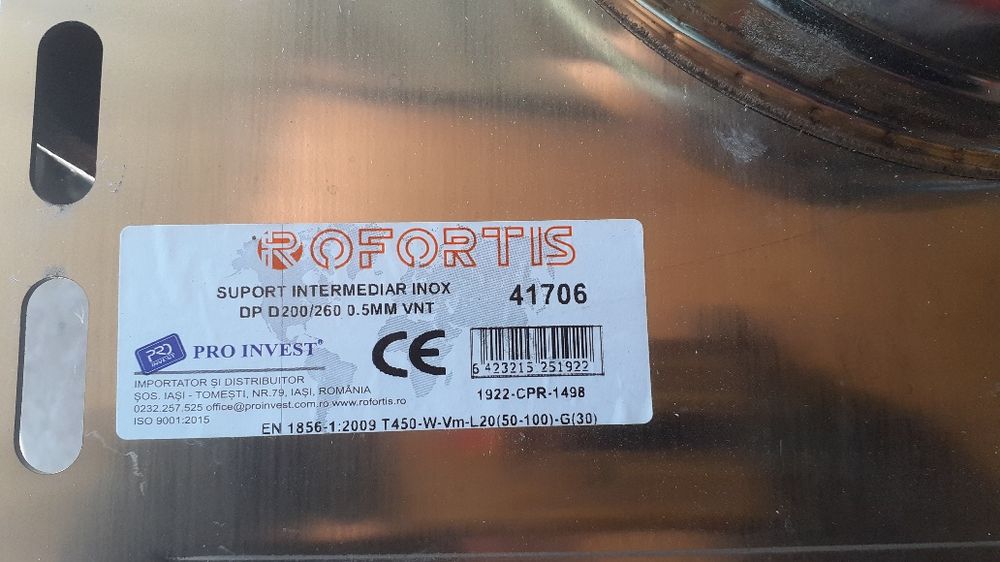 ROFORTIS
SUPORT INTERMEDIAR INOX
DP D200/260 0.5MM VNT
41706
PRO INVEST
PRO INVEST®
CE
6 423215 251922
IMPORTATOR ȘI DISTRIBUITOR
ȘOS. IAȘI - TOMEȘTI, NR.79, IAȘI, ROMÂNIA
0232.257.525 office@proinvest.com.ro www.rofortis.ro
ISO 9001:2015
1922-CPR-1498
EN 1856-1:2009 T450-W-Vm-L20(50-100)-G(30)